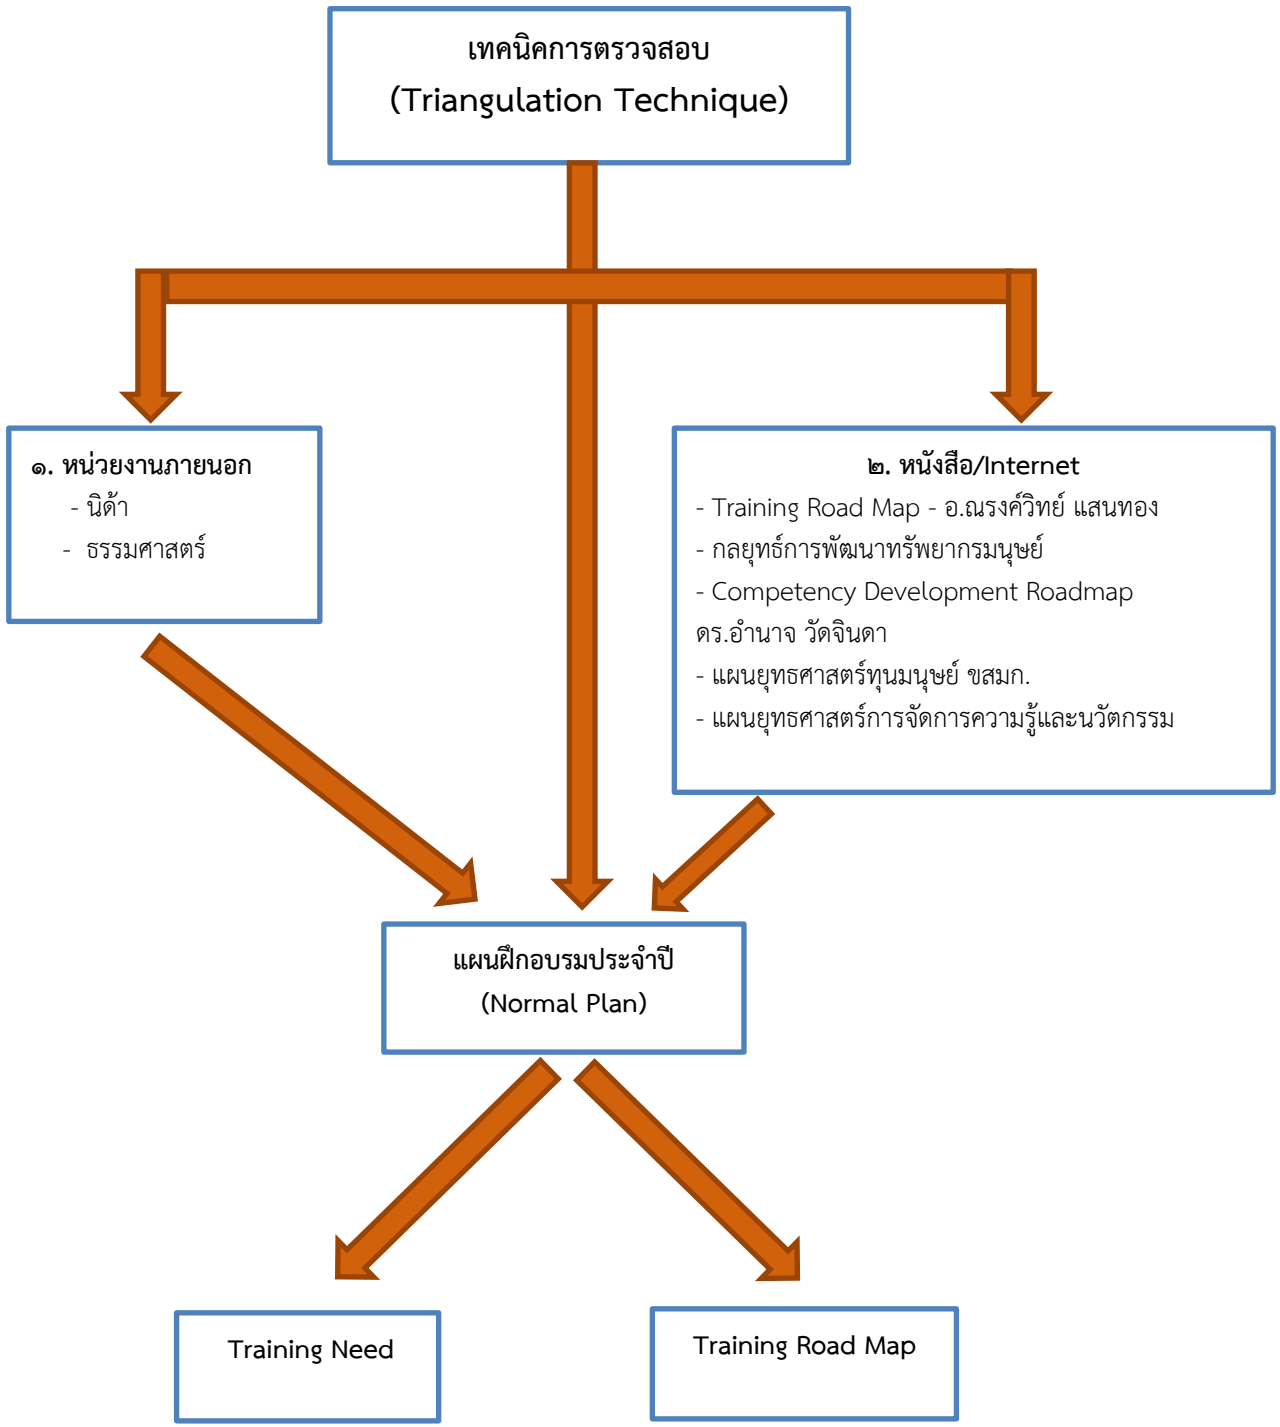 เทคนิคการตรวจสอบ
(Triangulation Technique)
๑. หน่วยงานภายนอก
- นิด้า
- ธรรมศาสตร์
๒. หนังสือ/Internet
- Training Road Map - อ.ณรงค์วิทย์ แสนทอง
- กลยุทธ์การพัฒนาทรัพยากรมนุษย์
- Competency Development Roadmap
ดร.อำนาจ วัดจินดา
- แผนยุทธศาสตร์ทุนมนุษย์ ขสมก.
- แผนยุทธศาสตร์การจัดการความรู้และนวัตกรรม
แผนฝึกอบรมประจำปี
(Normal Plan)
Training Need
Training Road Map